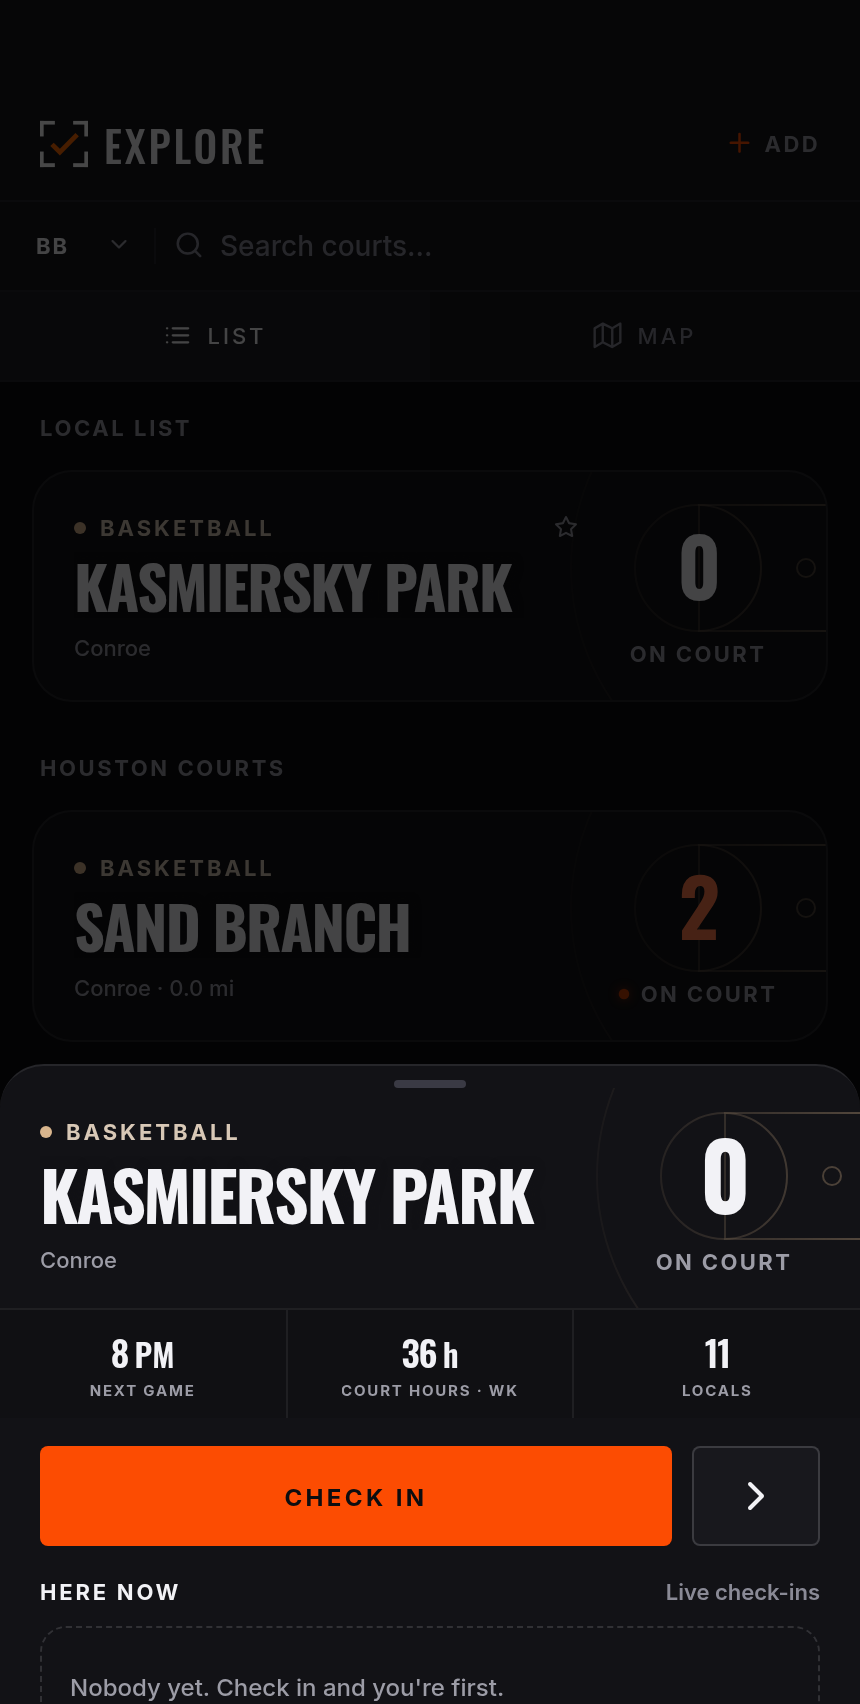 EXPLORE
+ ADD
BB
Search courts...
LIST
MAP
LOCAL LIST
BASKETBALL
KASMIERSKY PARK
Conroe
0
ON COURT
HOUSTON COURTS
BASKETBALL
SAND BRANCH
Conroe · 0.0 mi
2
ON COURT
BASKETBALL
KASMIERSKY PARK
Conroe
0
ON COURT
8 PM
NEXT GAME
36 h
COURT HOURS · WK
11
LOCALS
CHECK IN
HERE NOW
Live check-ins
Nobody yet. Check in and you're first.